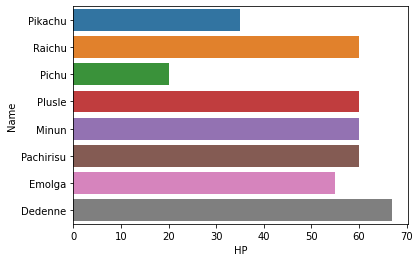 Pikachu
Raichu
Pichu
Plusle
Minun
Pachirisu
Emolga
Dedenne
Name
0 10 20 30 40 50 60 70
HP